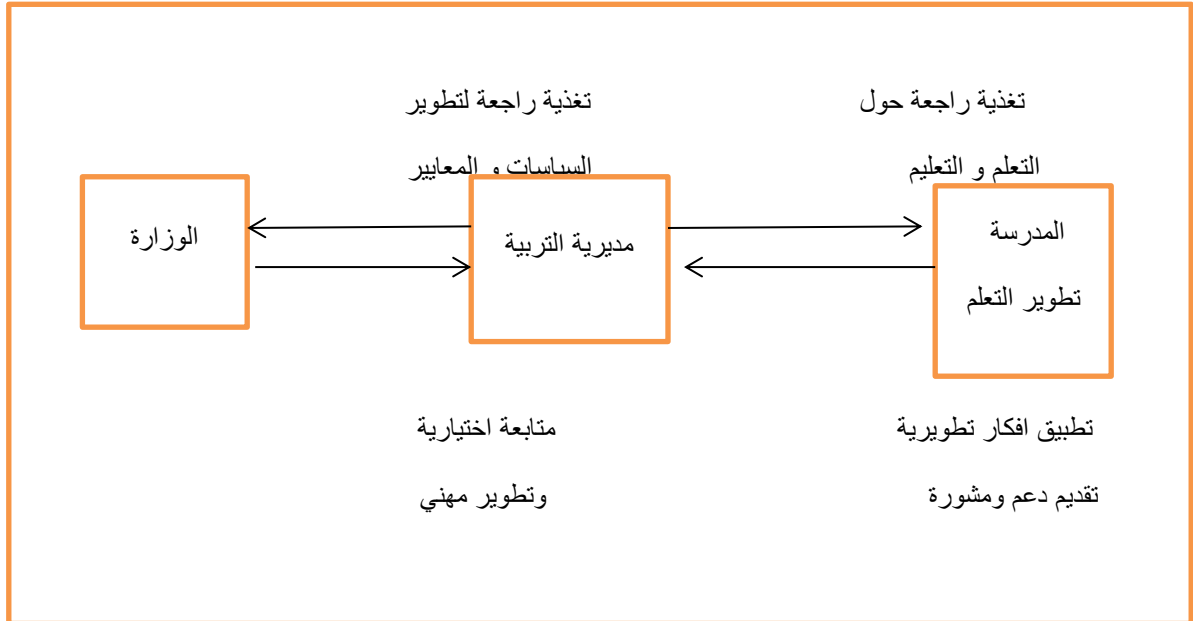 تغذية راجعة حول
التعلم و التعليم
تغذية راجعة لتطوير
السياسات و المعايير
المدرسة
تطوير التعلم
مديرية التربية
الوزارة
تطبيق افكار تطويرية
تقديم دعم ومشورة
متابعة اختيارية
وتطوير مهني